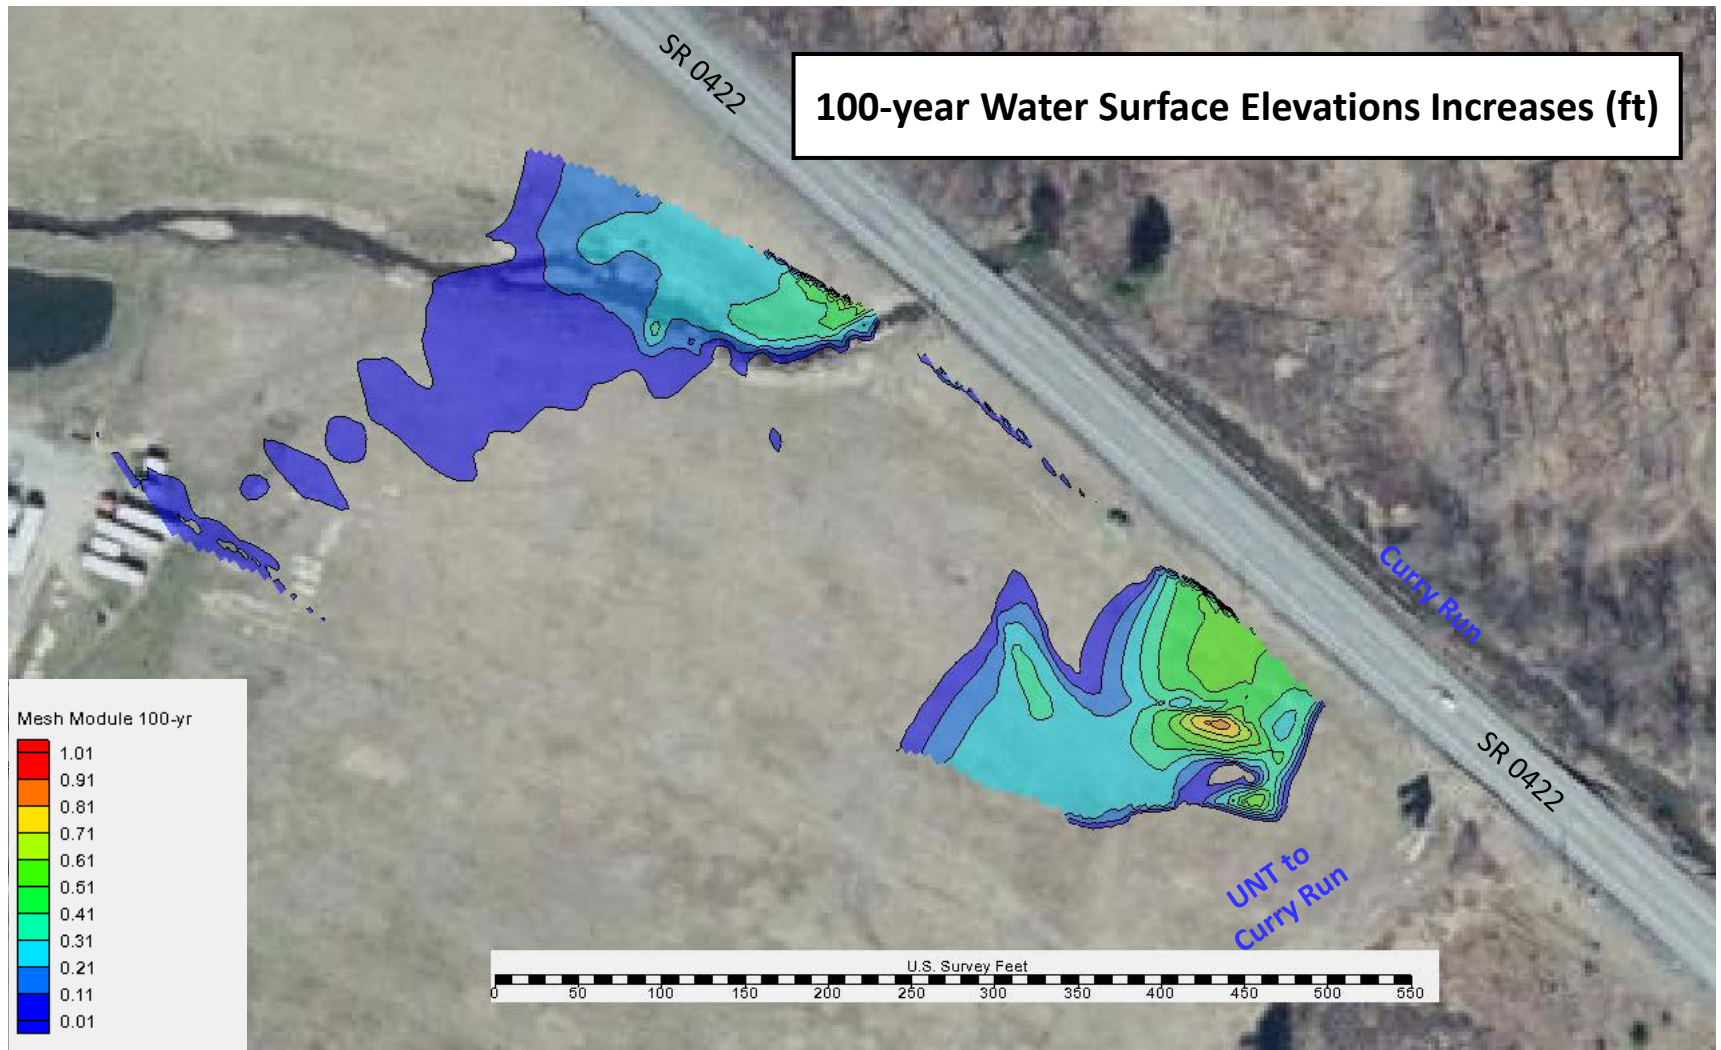 SR 0422
100-year Water Surface Elevations Increases (ft)
Curry Run
SR 0422
UNT to
Curry Run
Mesh Module 100-yr
1.01
0.91
0.81
0.71
0.61
0.51
0.41
0.31
0.21
0.11
0.01
U.S. Survey Feet
0 50 100 150 200 250 300 350 400 450 500 550